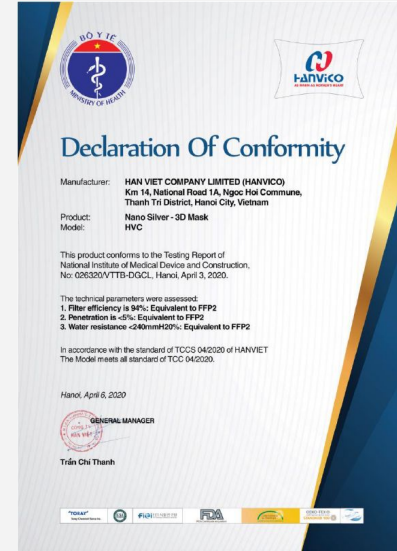 BỘ Y TẾ
MINISTRY OF HEALTH
HANVICO
Declaration Of Conformity
Manufacturer: HAN VIET COMPANY LIMITED (HANVICO)
Km 14, National Road 1A, Ngoc Hoi Commune,
Thanh Tri District, Hanoi City, Vietnam
Product: Nano Silver - 3D Mask
Model: HVC
This product conforms to the Testing Report of
National Institute of Medical Device and Construction,
No: 026320/VTTB-DGCL, Hanoi, April 3, 2020.
The technical parameters were assessed:
1. Filter efficiency is 94%: Equivalent to FFP2
2. Penetration is <5%: Equivalent to FFP2
3. Water resistance <240mmH20%: Equivalent to FFP2
In accordance with the standard of TCCS 04/2020 of HANVIET
The Model meets all standard of TCC 04/2020.
Hanoi, April 6, 2020
GENERAL MANAGER
CÔNG TY
HÀN VIỆT
Trần Chí Thanh
FDA